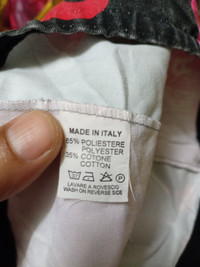 MADE IN ITALY
65% POLIESTERE
POLYESTER
35% COTONE
COTTON
P
LAVARE A ROVESCIO
WASH ON REVERSE SIDE